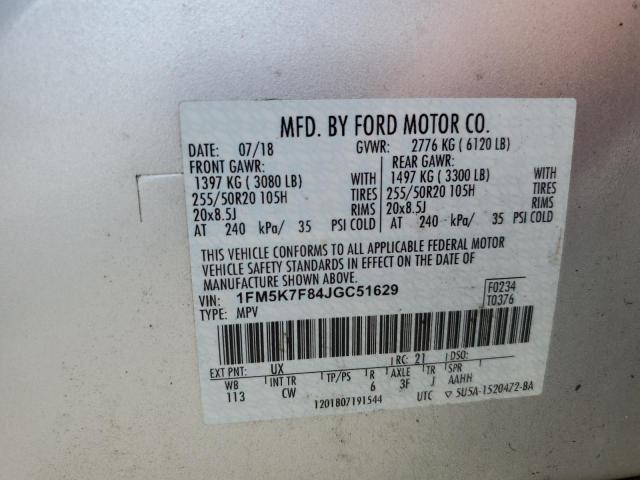 MFD. BY FORD MOTOR CO.
DATE: 07/18 GVWR: 2776 KG ( 6120 LB)
FRONT GAWR: REAR GAWR:
1397 KG ( 3080 LB) WITH 1497 KG ( 3300 LB) WITH
255/50R20 105H TIRES 255/50R20 105H TIRES
20x8.5J RIMS 20x8.5J RIMS
AT 240 kPa/ 35 PSI COLD AT 240 kPa/ 35 PSI COLD
THIS VEHICLE CONFORMS TO ALL APPLICABLE FEDERAL MOTOR
VEHICLE SAFETY STANDARDS IN EFFECT ON THE DATE OF
MANUFACTURE SHOWN ABOVE.
VIN: 1FM5K7F84JGC51629 F0234
TYPE: MPV T0376
EXT PNT: UX RC: 21 DSO:
WB INT TR TP/PS R AXLE TR SPR
113 CW 6 3F J AAHH
1201807191544 UTC ▽ 5U5A-1520472-BA